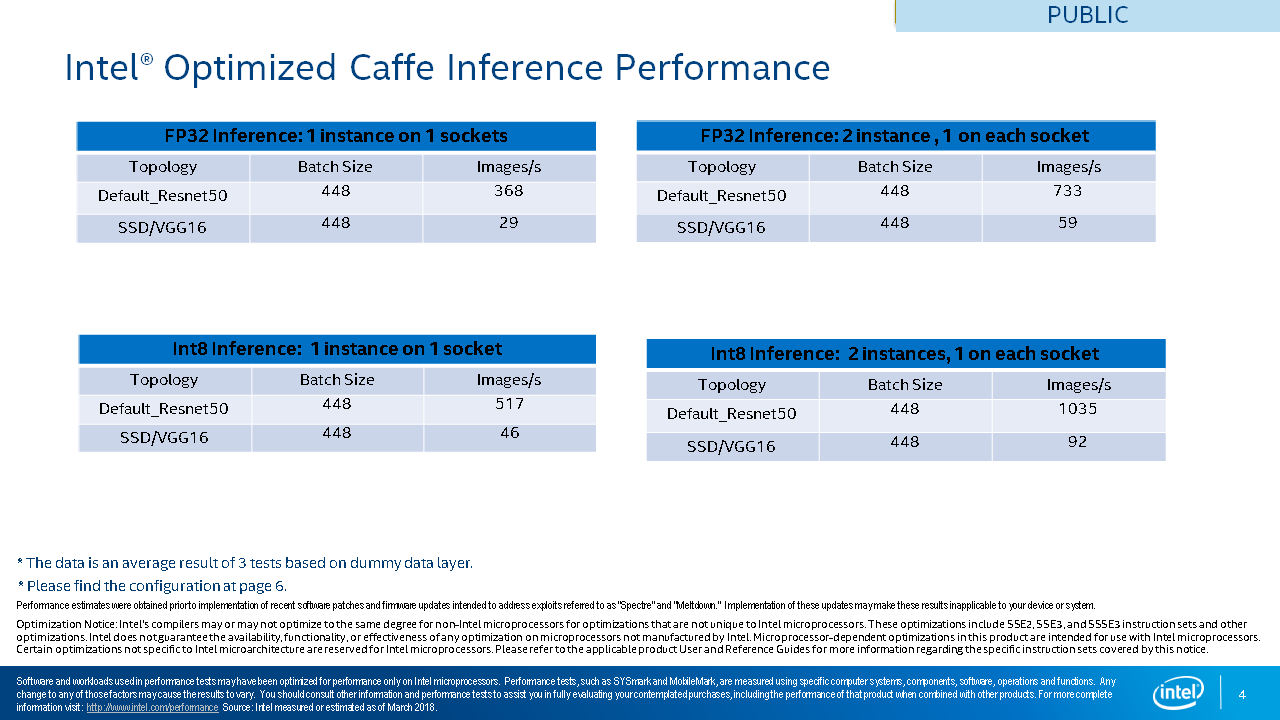 PUBLIC
Intel® Optimized Caffe Inference Performance
FP32 Inference: 1 instance on 1 sockets
Topology Batch Size Images/s
Default_Resnet50 448 368
SSD/VGG16 448 29
FP32 Inference: 2 instance , 1 on each socket
Topology Batch Size Images/s
Default_Resnet50 448 733
SSD/VGG16 448 59
Int8 Inference: 1 instance on 1 socket
Topology Batch Size Images/s
Default_Resnet50 448 517
SSD/VGG16 448 46
Int8 Inference: 2 instances, 1 on each socket
Topology Batch Size Images/s
Default_Resnet50 448 1035
SSD/VGG16 448 92
* The data is an average result of 3 tests based on dummy data layer.
* Please find the configuration at page 6.
Performance estimates were obtained prior to implementation of recent software patches and firmware updates intended to address exploits referred to as "Spectre" and "Meltdown." Implementation of these updates may make these results inapplicable to your device or system.
Optimization Notice: Intel's compilers may or may not optimize to the same degree for non-Intel microprocessors for optimizations that are not unique to Intel microprocessors. These optimizations include SSE2, SSE3, and SSSE3 instruction sets and other
optimizations. Intel does not guarantee the availability, functionality, or effectiveness of any optimization on microprocessors not manufactured by Intel. Microprocessor-dependent optimizations in this product are intended for use with Intel microprocessors.
Certain optimizations not specific to Intel microarchitecture are reserved for Intel microprocessors. Please refer to the applicable product User and Reference Guides for more information regarding the specific instruction sets covered by this notice.
Software and workloads used in performance tests may have been optimized for performance only on Intel microprocessors. Performance tests, such as SYSmark and MobileMark, are measured using specific computer systems, components, software, operations and functions. Any
change to any of those factors may cause the results to vary. You should consult other information and performance tests to assist you in fully evaluating your contemplated purchases, including the performance of that product when combined with other products. For more complete
information visit: http://www.intel.com/performance Source: Intel measured or estimated as of March 2018.
intel
4